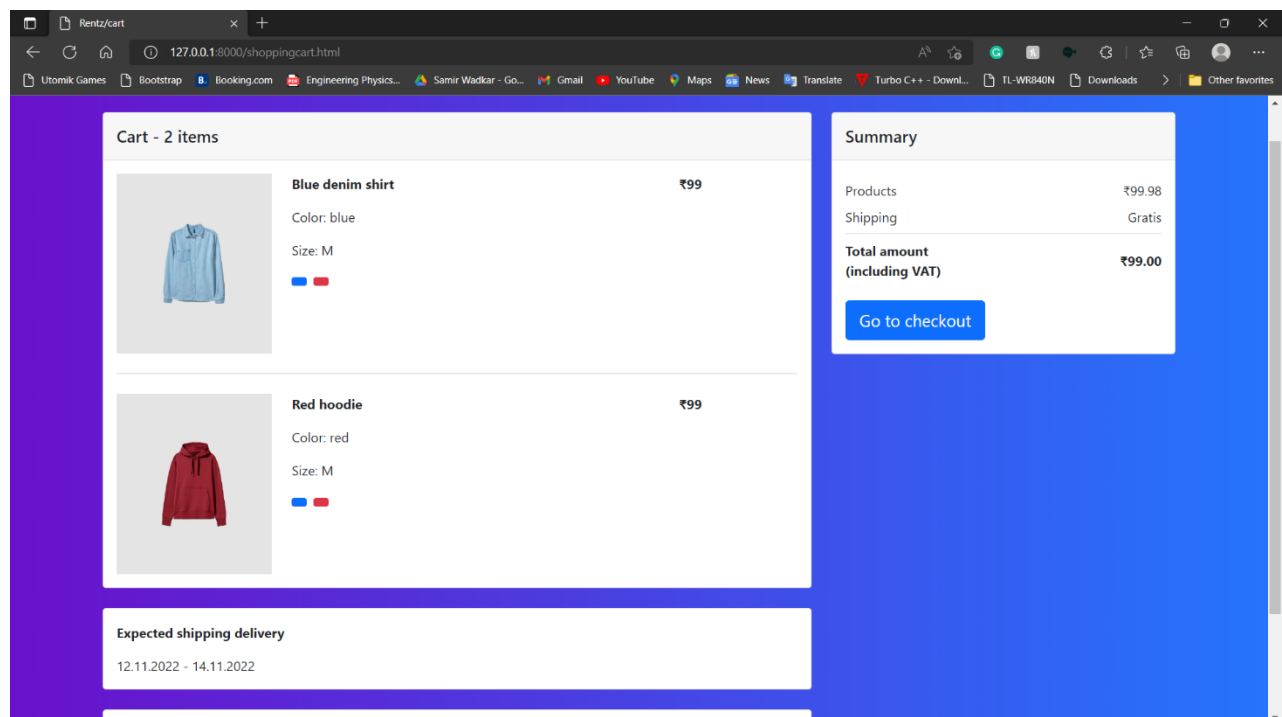 Rentz/cart
127.0.0.1:8000/shoppingcart.html
Utomik Games Bootstrap B. Booking.com Engineering Physics... Samir Wadkar - Go... Gmail YouTube Maps News Translate Turbo C++ - Downl... TL-WR840N Downloads Other favorites
Cart - 2 items
Blue denim shirt ₹99
Color: blue
Size: M
Red hoodie ₹99
Color: red
Size: M
Expected shipping delivery
12.11.2022 - 14.11.2022
Summary
Products ₹99.98
Shipping Gratis
Total amount
(including VAT) ₹99.00
Go to checkout